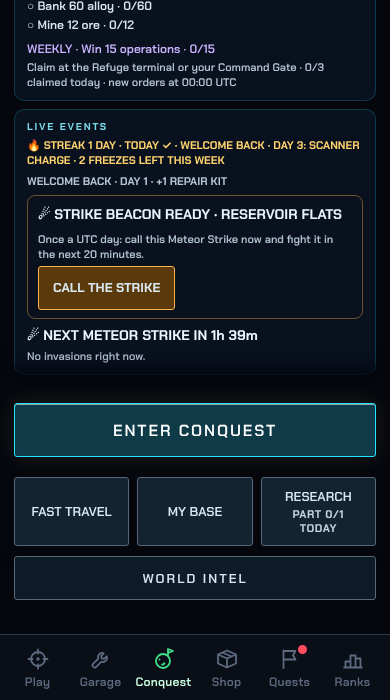 ○ Bank 60 alloy · 0/60
○ Mine 12 ore · 0/12
WEEKLY · Win 15 operations · 0/15
Claim at the Refuge terminal or your Command Gate · 0/3
claimed today · new orders at 00:00 UTC
LIVE EVENTS
🔥 STREAK 1 DAY · TODAY ✓ · WELCOME BACK · DAY 3: SCANNER
CHARGE · 2 FREEZES LEFT THIS WEEK
WELCOME BACK · DAY 1 · +1 REPAIR KIT
☄ STRIKE BEACON READY · RESERVOIR FLATS
Once a UTC day: call this Meteor Strike now and fight it in
the next 20 minutes.
CALL THE STRIKE
☄ NEXT METEOR STRIKE IN 1h 39m
No invasions right now.
ENTER CONQUEST
FAST TRAVEL
MY BASE
RESEARCH
PART 0/1
TODAY
WORLD INTEL
Play
Garage
Conquest
Shop
Quests
Ranks